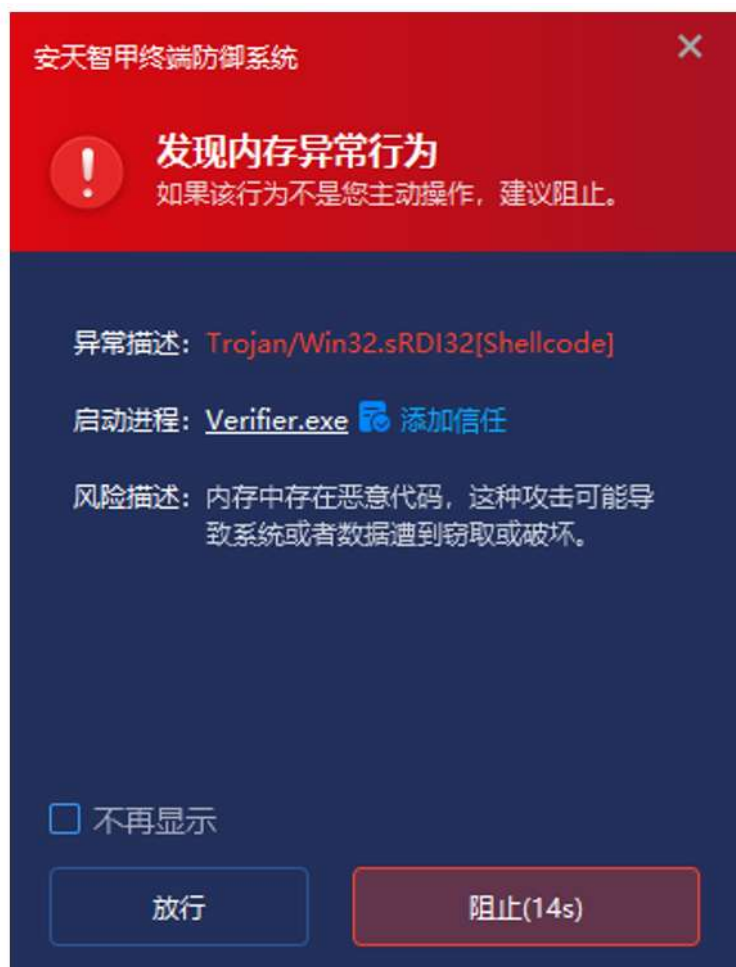 安天智甲终端防御系统
发现内存异常行为
如果该行为不是您主动操作，建议阻止。
异常描述：Trojan/Win32.sRDI32[Shellcode]
启动进程：Verifier.exe 添加信任
风险描述：内存中存在恶意代码，这种攻击可能导
致系统或者数据遭到窃取或破坏。
不再显示
放行 阻止(14s)